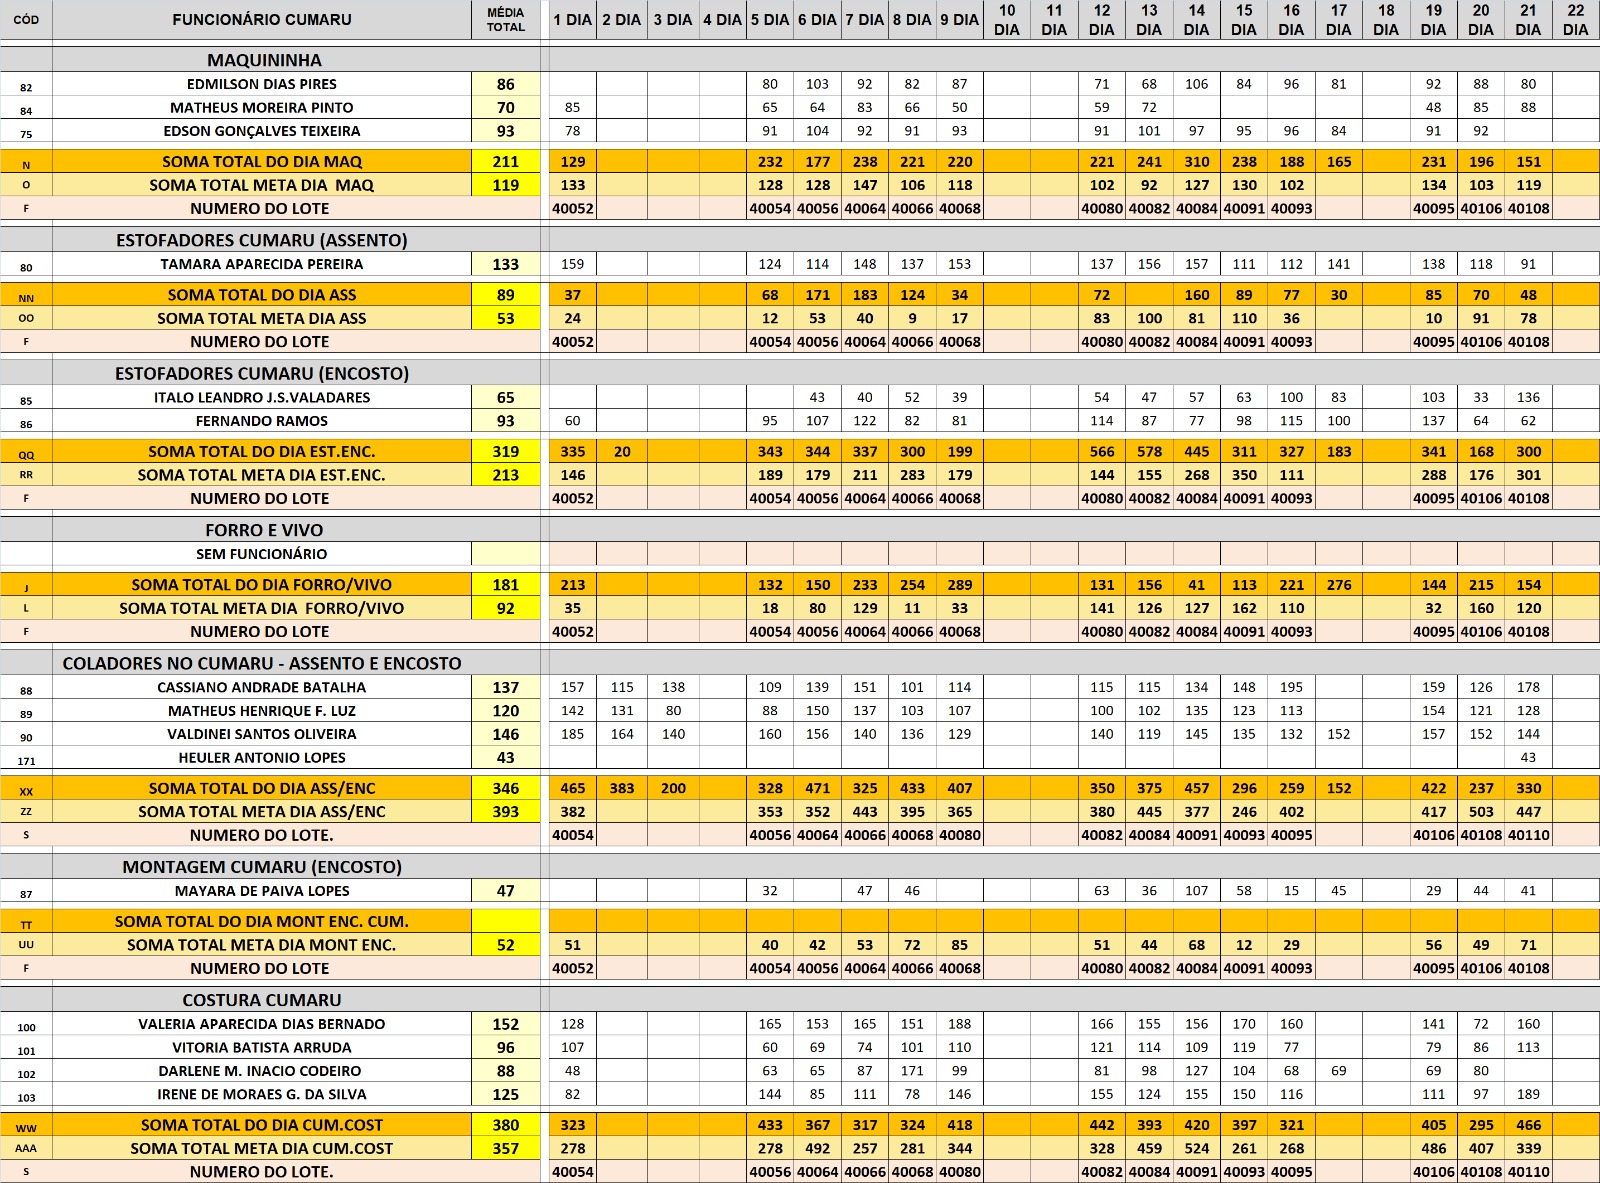 CÓD FUNCIONÁRIO CUMARU MÉDIA TOTAL 1 DIA 2 DIA 3 DIA 4 DIA 5 DIA 6 DIA 7 DIA 8 DIA 9 DIA 10 DIA 11 DIA 12 DIA 13 DIA 14 DIA 15 DIA 16 DIA 17 DIA 18 DIA 19 DIA 20 DIA 21 DIA 22 DIA
MAQUININHA
82 EDMILSON DIAS PIRES 86 80 103 92 82 87 71 68 106 84 96 81 92 88 80
84 MATHEUS MOREIRA PINTO 70 85 65 64 83 66 50 59 72 48 85 88
75 EDSON GONÇALVES TEIXEIRA 93 78 91 104 92 91 93 91 101 97 95 96 84 91 92
N SOMA TOTAL DO DIA MAQ 211 129 232 177 238 221 220 221 241 310 238 188 165 231 196 151
O SOMA TOTAL META DIA MAQ 119 133 128 128 147 106 118 102 92 127 130 102 134 103 119
F NUMERO DO LOTE 40052 40054 40056 40064 40066 40068 40080 40082 40084 40091 40093 40095 40106 40108
ESTOFADORES CUMARU (ASSENTO)
80 TAMARA APARECIDA PEREIRA 133 159 124 114 148 137 153 137 156 157 111 112 141 138 118 91
NN SOMA TOTAL DO DIA ASS 89 37 68 171 183 124 34 72 160 89 77 30 85 70 48
OO SOMA TOTAL META DIA ASS 53 24 12 53 40 9 17 83 100 81 110 36 10 91 78
F NUMERO DO LOTE 40052 40054 40056 40064 40066 40068 40080 40082 40084 40091 40093 40095 40106 40108
ESTOFADORES CUMARU (ENCOSTO)
85 ITALO LEANDRO J.S.VALADARES 65 43 40 52 39 54 47 57 63 100 83 103 33 136
86 FERNANDO RAMOS 93 60 95 107 122 82 81 114 87 77 98 115 100 137 64 62
QQ SOMA TOTAL DO DIA EST.ENC. 319 335 20 343 344 337 300 199 566 578 445 311 327 183 341 168 300
RR SOMA TOTAL META DIA EST.ENC. 213 146 189 179 211 283 179 144 155 268 350 111 288 176 301
F NUMERO DO LOTE 40052 40054 40056 40064 40066 40068 40080 40082 40084 40091 40093 40095 40106 40108
FORRO E VIVO
SEM FUNCIONÁRIO
J SOMA TOTAL DO DIA FORRO/VIVO 181 213 132 150 233 254 289 131 156 41 113 221 276 144 215 154
L SOMA TOTAL META DIA FORRO/VIVO 92 35 18 80 129 11 33 141 126 127 162 110 32 160 120
F NUMERO DO LOTE 40052 40054 40056 40064 40066 40068 40080 40082 40084 40091 40093 40095 40106 40108
COLADORES NO CUMARU - ASSENTO E ENCOSTO
88 CASSIANO ANDRADE BATALHA 137 157 115 138 109 139 151 101 114 115 115 134 148 195 159 126 178
89 MATHEUS HENRIQUE F. LUZ 120 142 131 80 88 150 137 103 107 100 102 135 123 113 154 121 128
90 VALDINEI SANTOS OLIVEIRA 146 185 164 140 160 156 140 136 129 140 119 145 135 132 152 157 152 144
171 HEULER ANTONIO LOPES 43 43
XX SOMA TOTAL DO DIA ASS/ENC 346 465 383 200 328 471 325 433 407 350 375 457 296 259 152 422 237 330
ZZ SOMA TOTAL META DIA ASS/ENC 393 382 353 352 443 395 365 380 445 377 246 402 417 503 447
S NUMERO DO LOTE. 40054 40056 40064 40066 40068 40080 40082 40084 40091 40093 40095 40106 40108 40110
MONTAGEM CUMARU (ENCOSTO)
87 MAYARA DE PAIVA LOPES 47 32 47 46 63 36 107 58 15 45 29 44 41
TT SOMA TOTAL DO DIA MONT ENC. CUM.
UU SOMA TOTAL META DIA MONT ENC. 52 51 40 42 53 72 85 51 44 68 12 29 56 49 71
F NUMERO DO LOTE 40052 40054 40056 40064 40066 40068 40080 40082 40084 40091 40093 40095 40106 40108
COSTURA CUMARU
100 VALERIA APARECIDA DIAS BERNADO 152 128 165 153 165 151 188 166 155 156 170 160 141 72 160
101 VITORIA BATISTA ARRUDA 96 107 60 69 74 101 110 121 114 109 119 77 79 86 113
102 DARLENE M. INACIO CODEIRO 88 48 63 65 87 171 99 81 98 127 104 68 69 69 80
103 IRENE DE MORAES G. DA SILVA 125 82 144 85 111 78 146 155 124 155 150 116 111 97 189
WW SOMA TOTAL DO DIA CUM.COST 380 323 433 367 317 324 418 442 393 420 397 321 405 295 466
AAA SOMA TOTAL META DIA CUM.COST 357 278 278 492 257 281 344 328 459 524 261 268 486 407 339
S NUMERO DO LOTE. 40054 40056 40064 40066 40068 40080 40082 40084 40091 40093 40095 40106 40108 40110